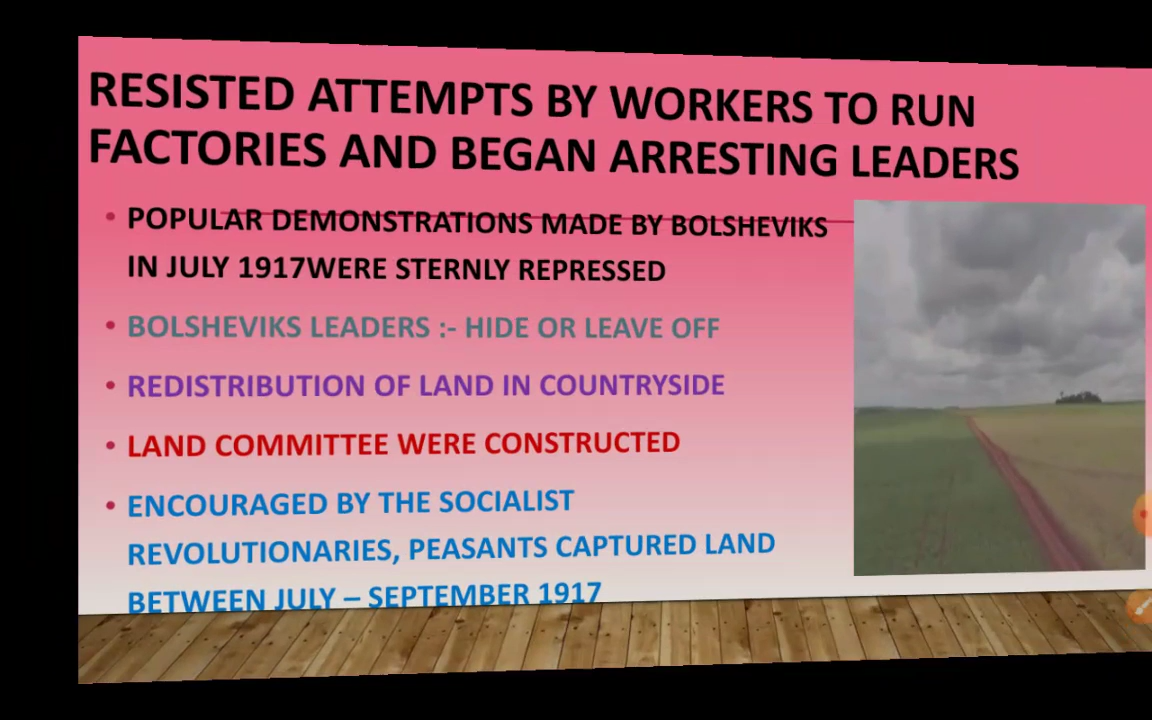 RESISTED ATTEMPTS BY WORKERS TO RUN
FACTORIES AND BEGAN ARRESTING LEADERS
• POPULAR DEMONSTRATIONS MADE BY BOLSHEVIKS
IN JULY 1917WERE STERNLY REPRESSED
• BOLSHEVIKS LEADERS :- HIDE OR LEAVE OFF
• REDISTRIBUTION OF LAND IN COUNTRYSIDE
• LAND COMMITTEE WERE CONSTRUCTED
• ENCOURAGED BY THE SOCIALIST
REVOLUTIONARIES, PEASANTS CAPTURED LAND
BETWEEN JULY – SEPTEMBER 1917